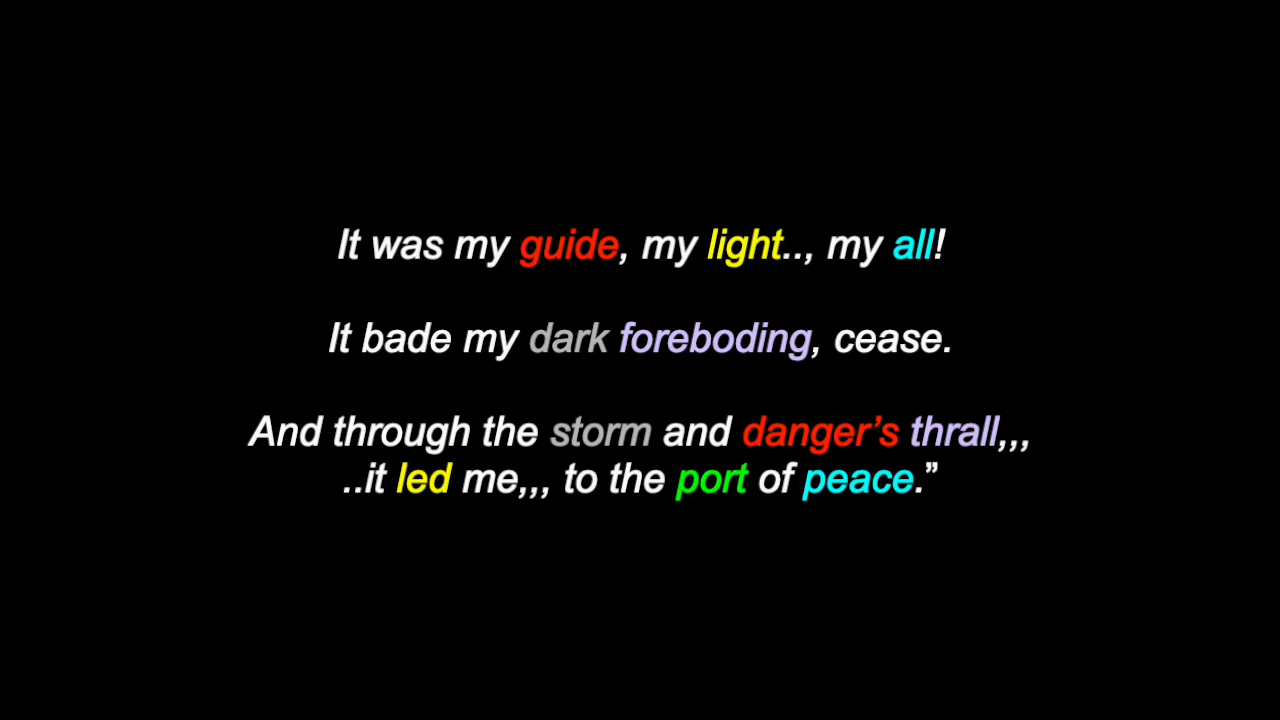 It was my guide, my light.., my all!
It bade my dark foreboding, cease.
And through the storm and danger’s thrall,,,
..it led me,,, to the port of peace.”